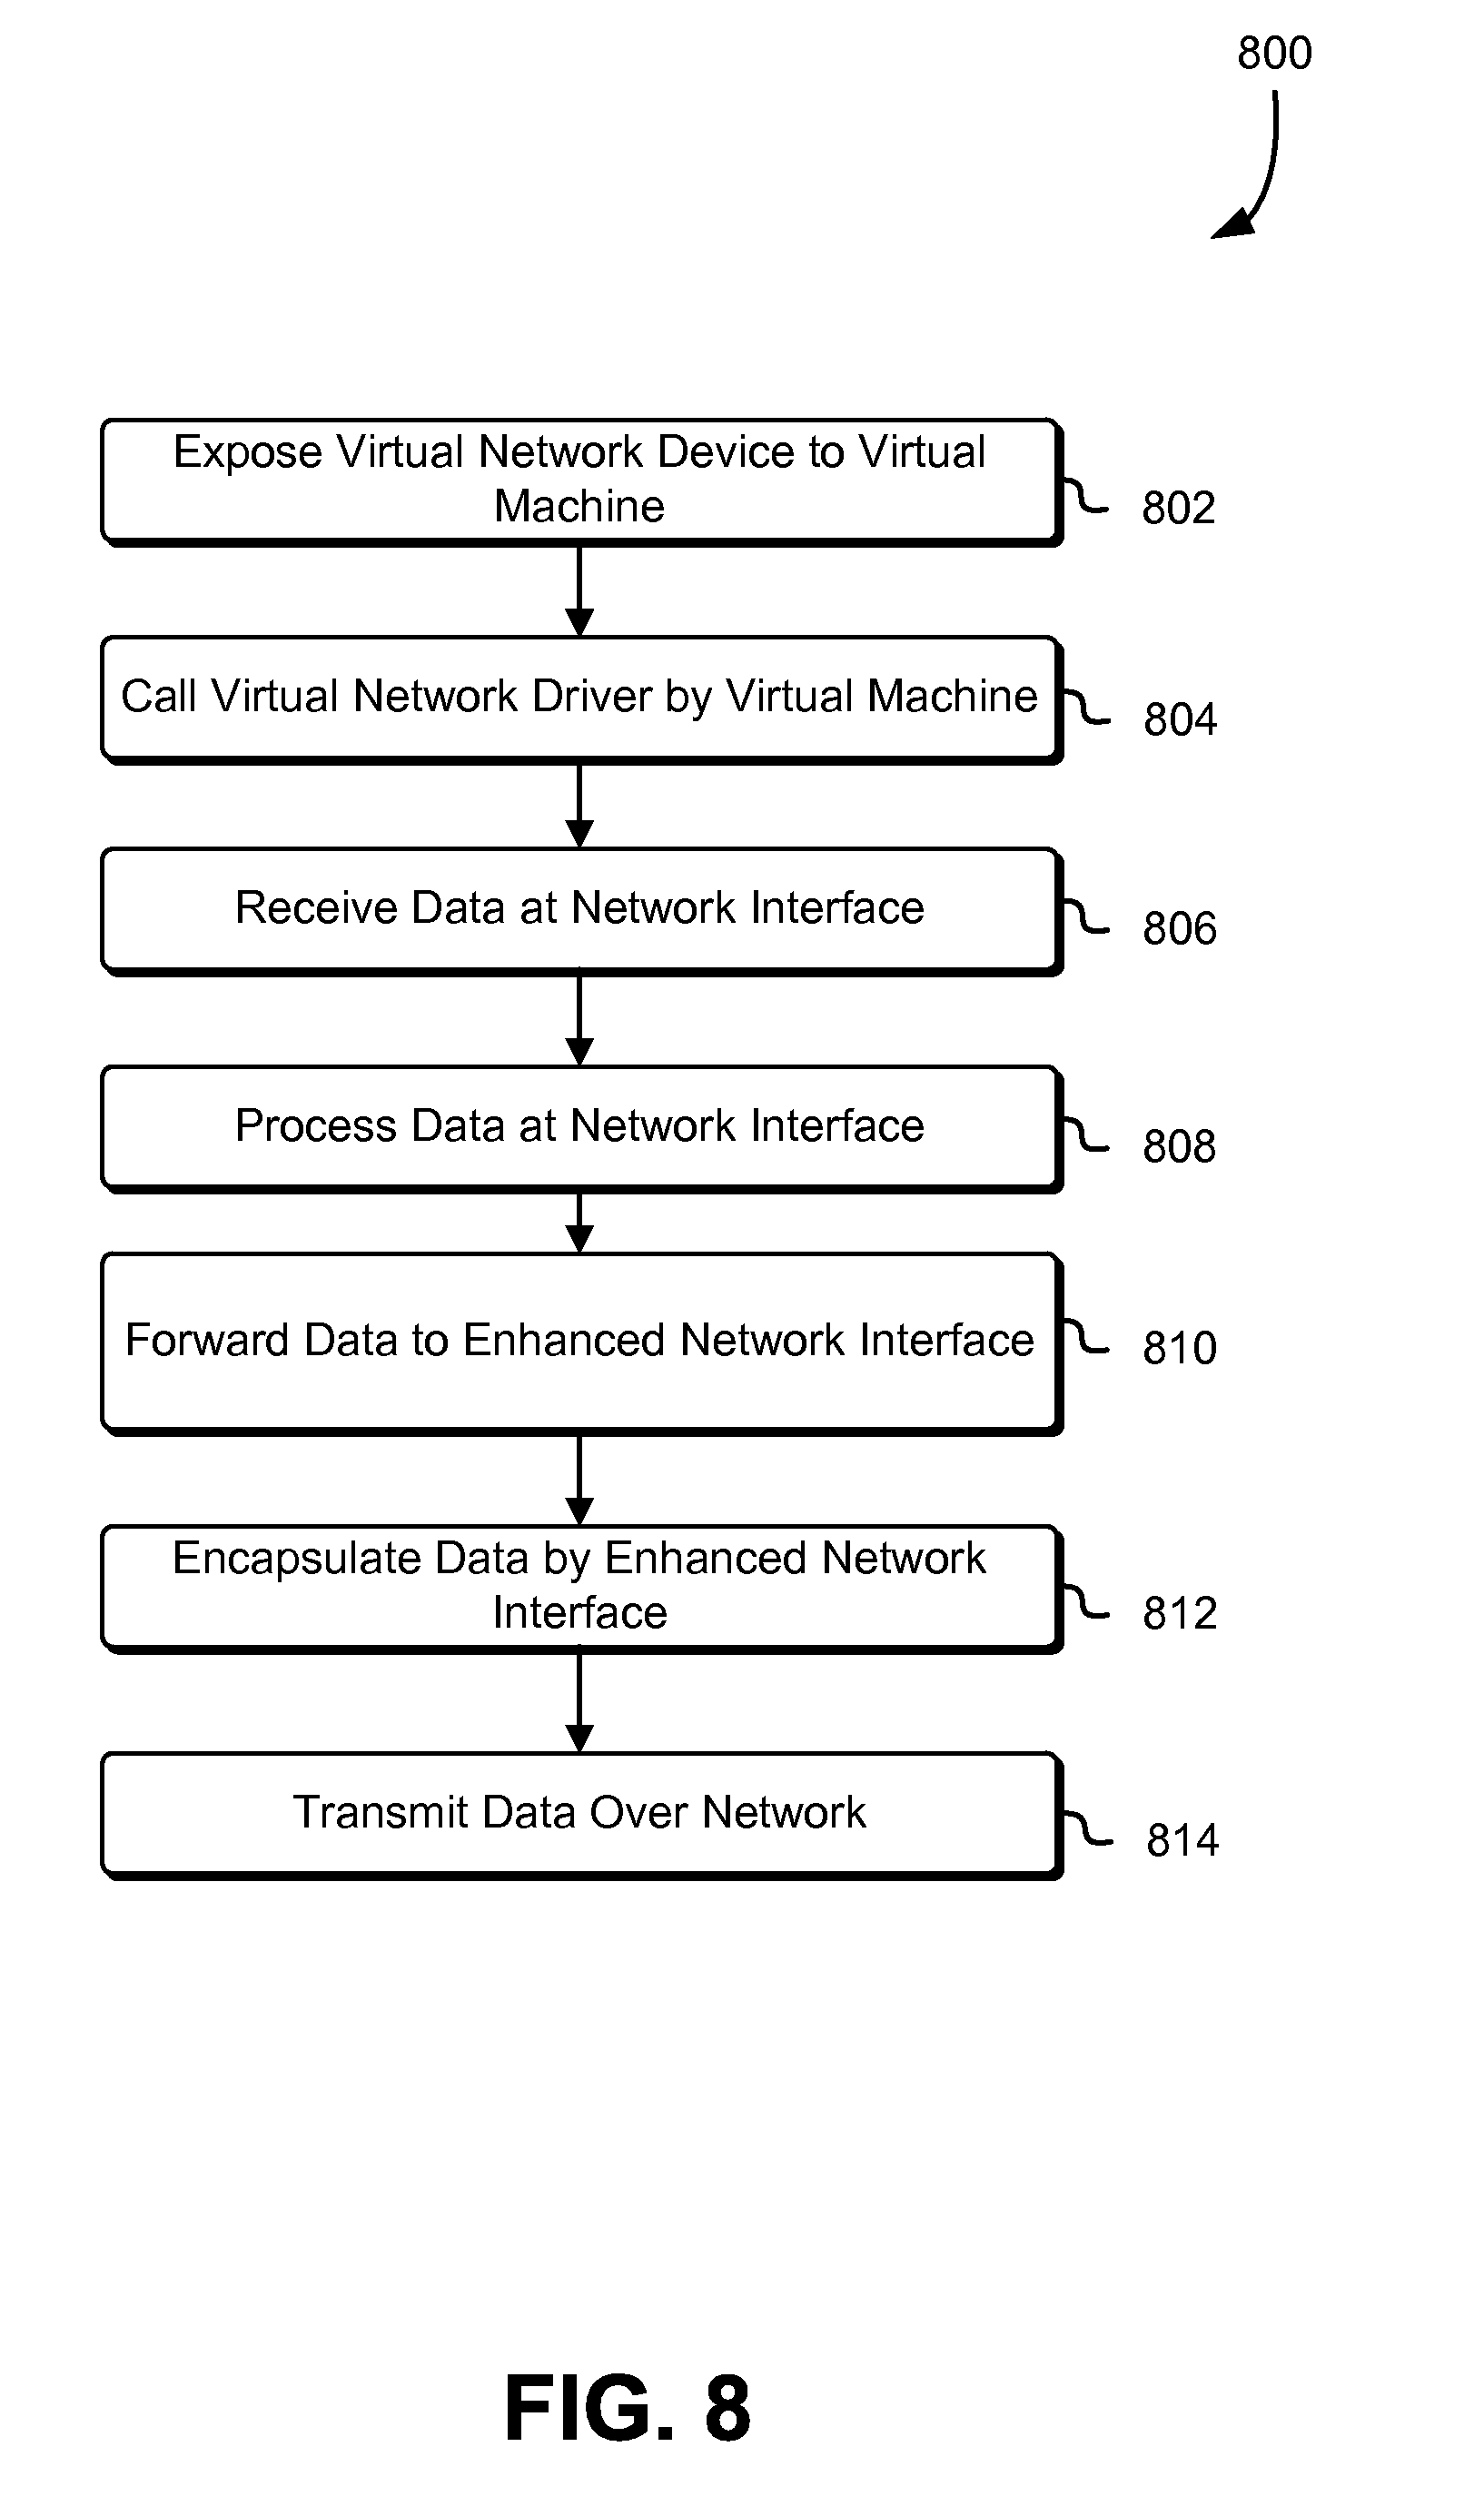 800
Expose Virtual Network Device to Virtual
Machine
802
Call Virtual Network Driver by Virtual Machine
804
Receive Data at Network Interface
806
Process Data at Network Interface
808
Forward Data to Enhanced Network Interface
810
Encapsulate Data by Enhanced Network
Interface
812
Transmit Data Over Network
814
FIG. 8